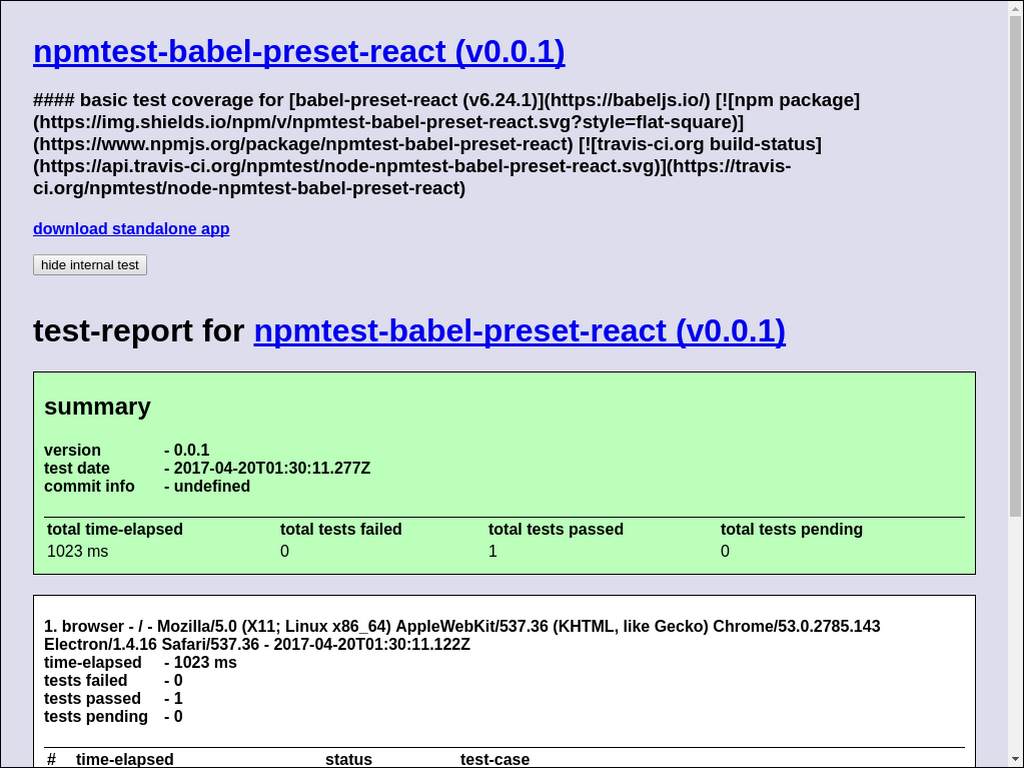 npmtest-babel-preset-react (v0.0.1)
#### basic test coverage for [babel-preset-react (v6.24.1)](https://babeljs.io/) [![npm package]
(https://img.shields.io/npm/v/npmtest-babel-preset-react.svg?style=flat-square)]
(https://www.npmjs.org/package/npmtest-babel-preset-react) [![travis-ci.org build-status]
(https://api.travis-ci.org/npmtest/node-npmtest-babel-preset-react.svg)](https://travis-
ci.org/npmtest/node-npmtest-babel-preset-react)
download standalone app
hide internal test
test-report for npmtest-babel-preset-react (v0.0.1)
summary
version - 0.0.1
test date - 2017-04-20T01:30:11.277Z
commit info - undefined
total time-elapsed total tests failed total tests passed total tests pending
1023 ms 0 1 0
1. browser - / - Mozilla/5.0 (X11; Linux x86_64) AppleWebKit/537.36 (KHTML, like Gecko) Chrome/53.0.2785.143
Electron/1.4.16 Safari/537.36 - 2017-04-20T01:30:11.122Z
time-elapsed - 1023 ms
tests failed - 0
tests passed - 1
tests pending - 0
# time-elapsed status test-case